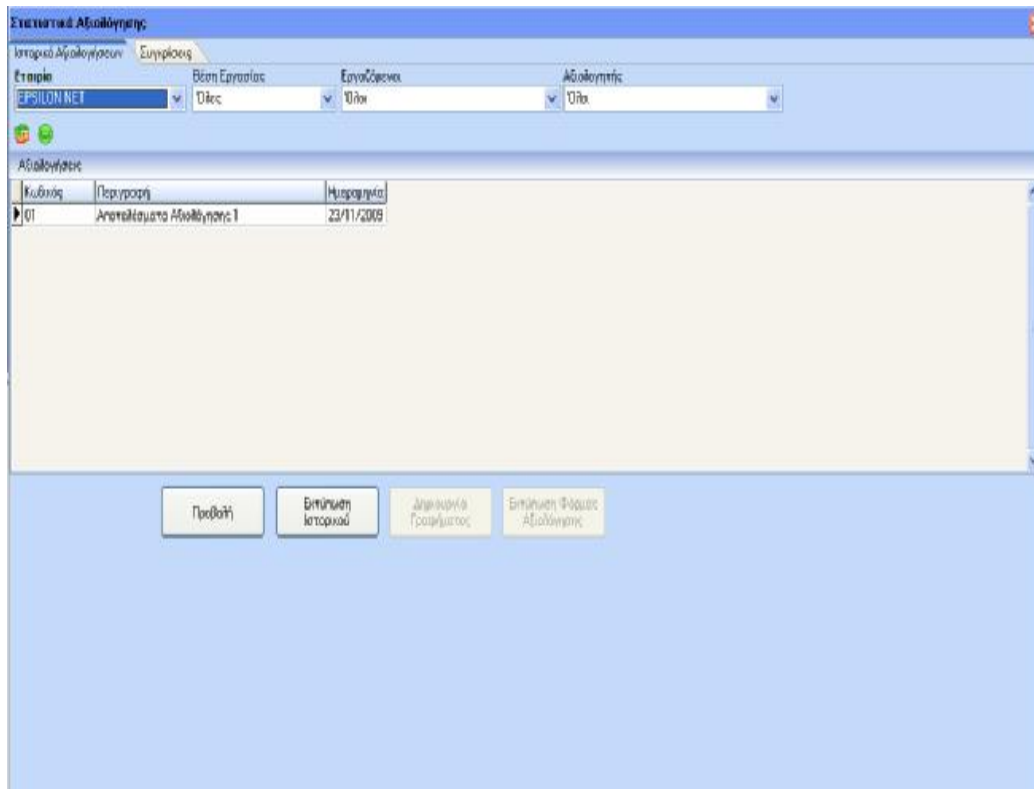 Στατιστικά Αξιολόγησης
Ιστορικό Αξιολογήσεων Συγκρίσεις
Εταιρία Θέση Εργασίας Εργαζόμενοι Αξιολογητής
EPSILON NET Όλες Όλοι Όλοι
Αξιολογήσεις
Κωδικός Περιγραφή Ημερομηνία
01 Αποτελέσματα Αξιολόγησης 1 23/11/2009
Προβολή Εκτύπωση Ιστορικού Δημιουργία Γραφήματος Εκτύπωση Φόρμας Αξιολόγησης